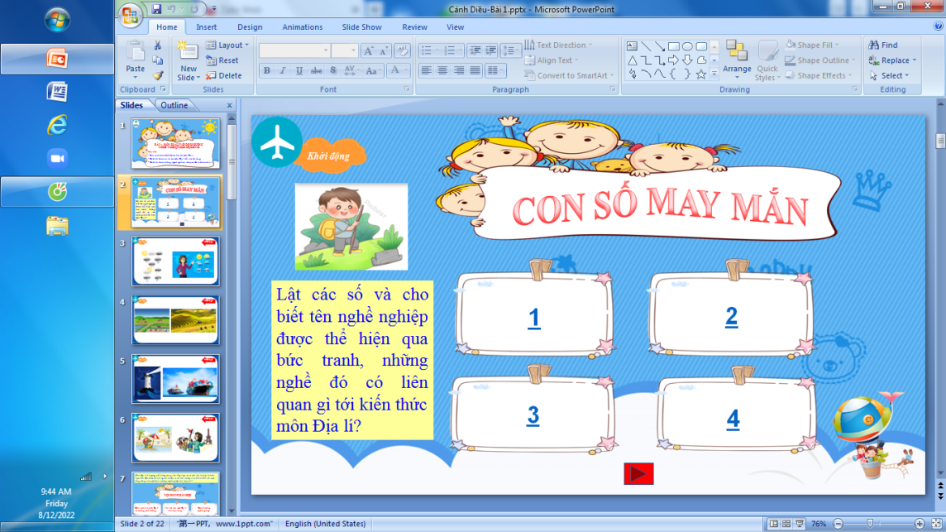 Cánh Diều-Bài 1.pptx - Microsoft PowerPoint
Home Insert Design Animations Slide Show Review View
Paste
Clipboard
New Slide
Layout
Reset
Delete
Slides
Font
Text Direction
Align Text
Convert to SmartArt
Paragraph
Arrange
Quick Styles
Shape Fill
Shape Outline
Shape Effects
Drawing
Find
Replace
Select
Editing
Slides Outline
1
2
3
4
5
6
7
Khởi động
CON SỐ MAY MẮN
Lật các số và cho
biết tên nghề nghiệp
được thể hiện qua
bức tranh, những
nghề đó có liên
quan gì tới kiến thức
môn Địa lí?
1
2
3
4
9:44 AM
Friday
8/12/2022
Slide 2 of 22 "第一PPT, www.1ppt.com" English (United States) 76%